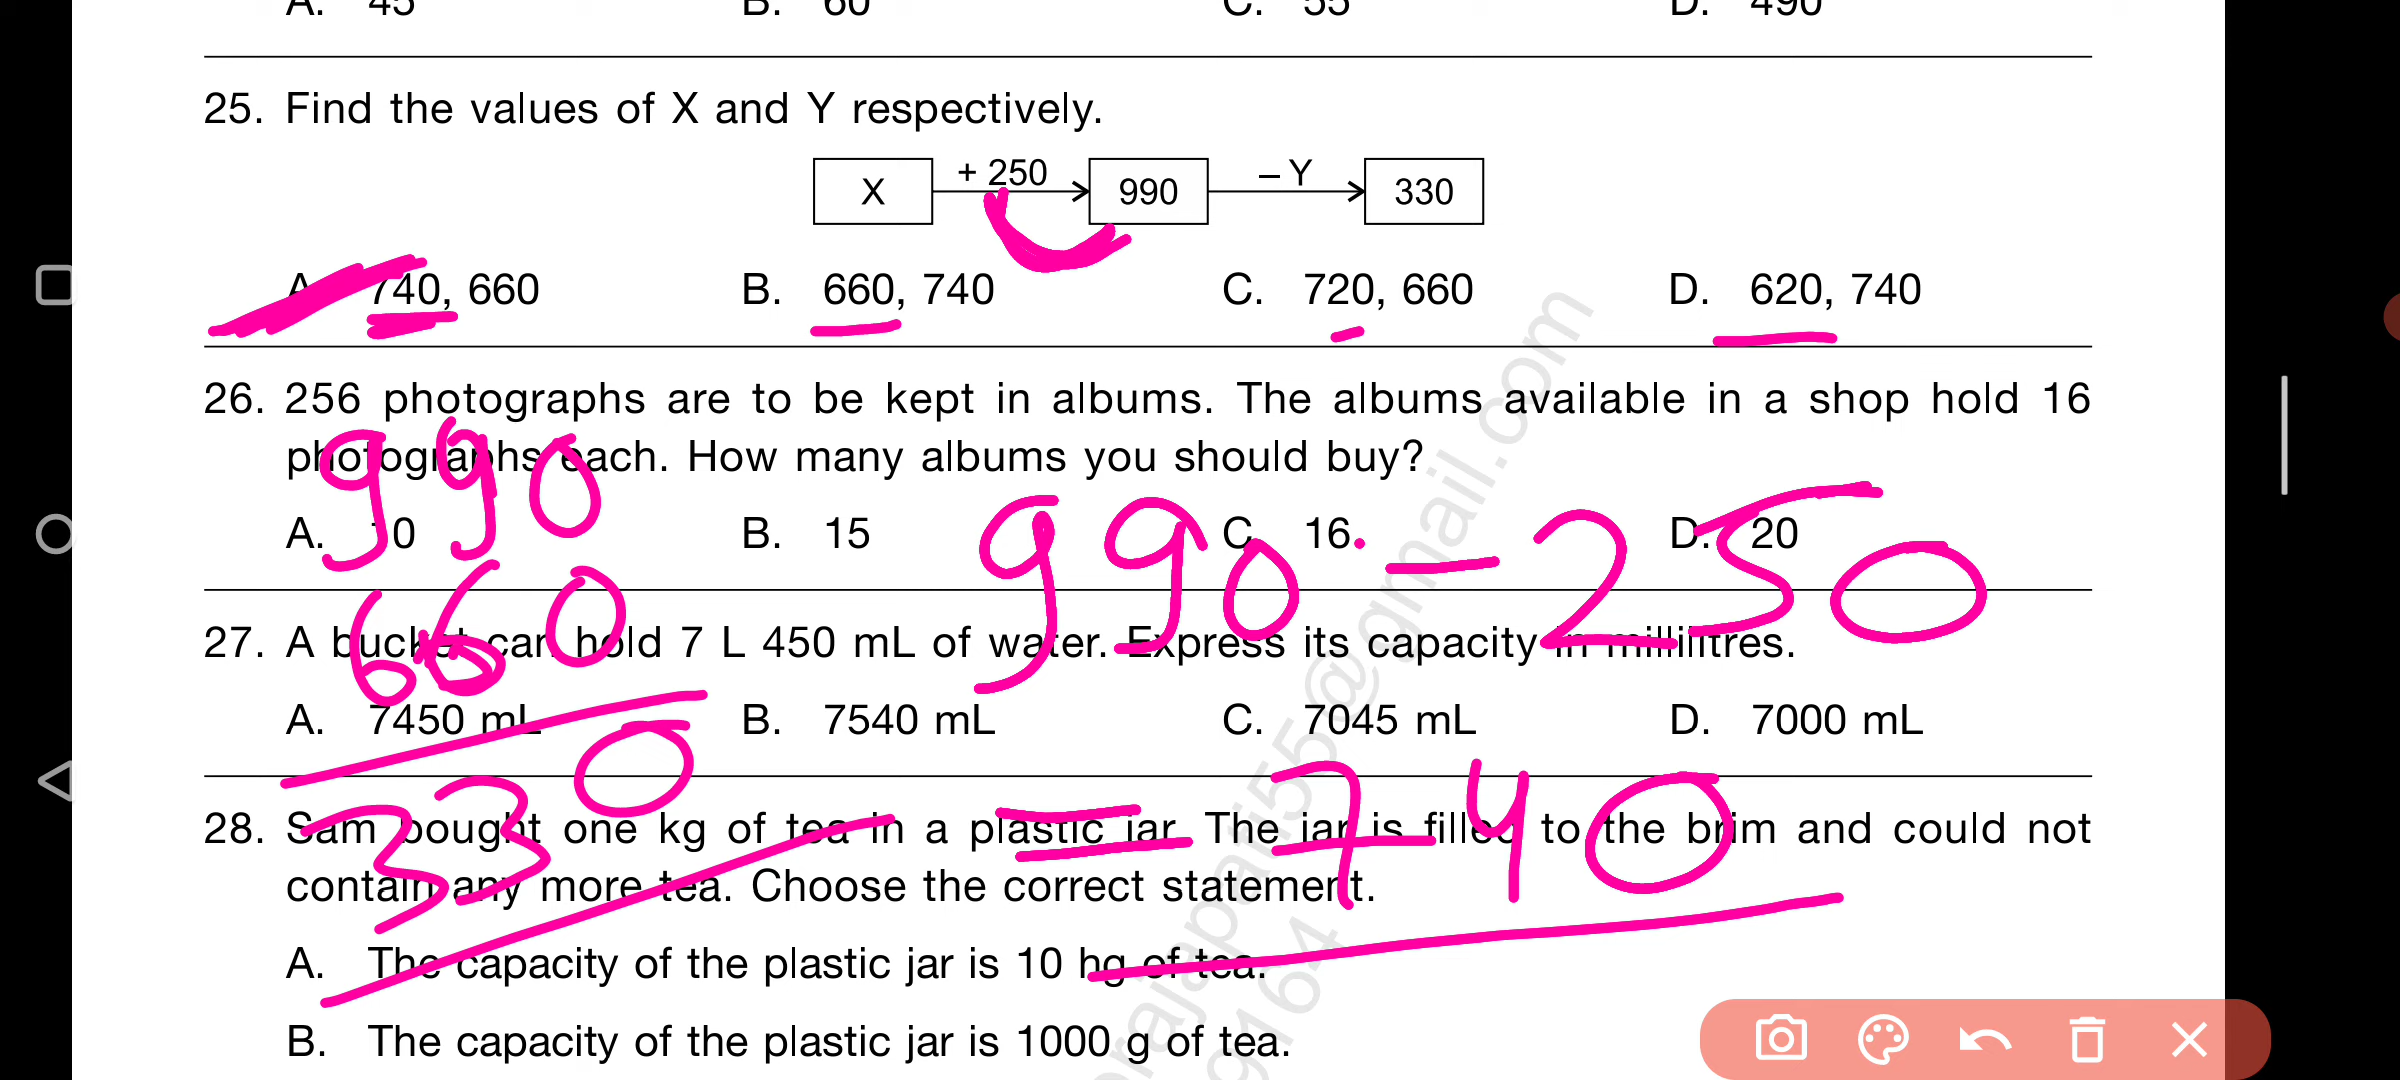 A. 45 B. 60 C. 55 D. 490
25. Find the values of X and Y respectively.
X + 250 990 – Y 330
A. 740, 660 B. 660, 740 C. 720, 660 D. 620, 740
26. 256 photographs are to be kept in albums. The albums available in a shop hold 16
photographs each. How many albums you should buy?
990
A. 10 B. 15 C. 16 D. 20
990 – 250
660
27. A bucket can hold 7 L 450 mL of water. Express its capacity in millilitres.
A. 7450 mL B. 7540 mL C. 7045 mL D. 7000 mL
330
= 740
28. Sam bought one kg of tea in a plastic jar. The jar is filled to the brim and could not
contain any more tea. Choose the correct statement.
A. The capacity of the plastic jar is 10 hg of tea.
B. The capacity of the plastic jar is 1000 g of tea.
rajapati55@gmail.com
9164